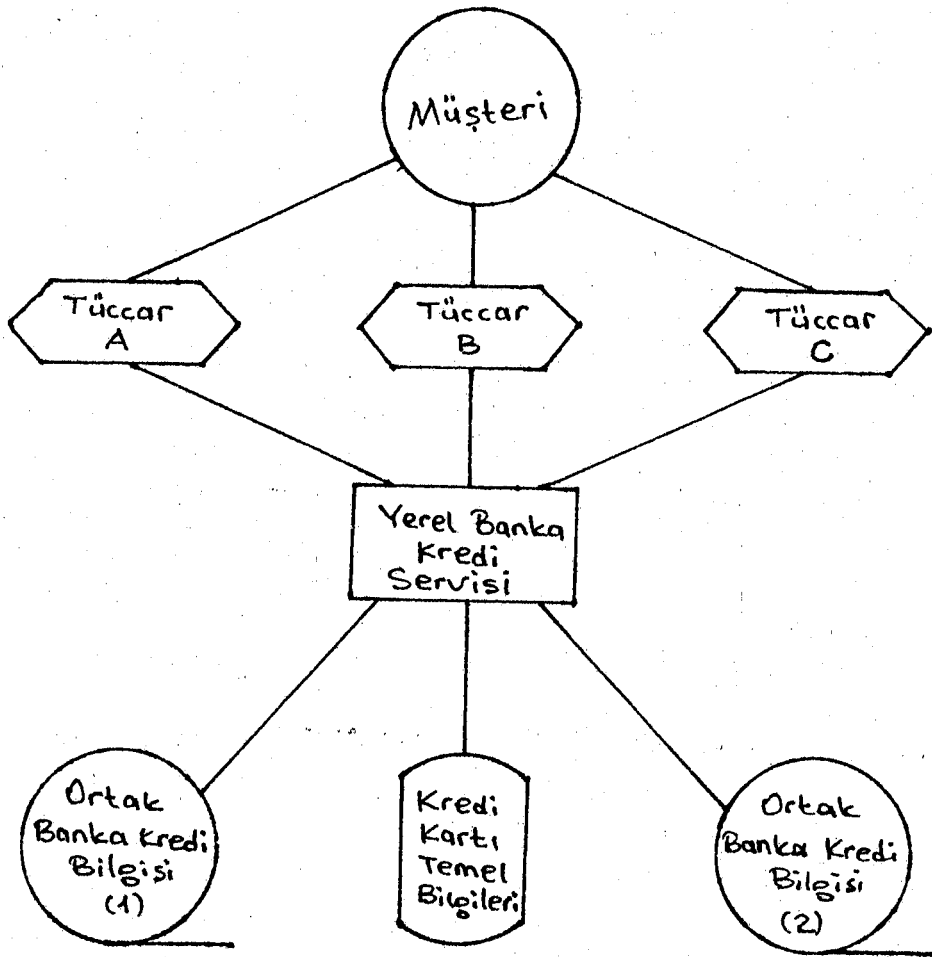 Müşteri
Tüccar
A
Tüccar
B
Tüccar
C
Yerel Banka
Kredi
Servisi
Ortak
Banka Kredi
Bilgisi
(1)
Kredi
Kartı
Temel
Bilgileri
Ortak
Banka Kredi
Bilgisi
(2)